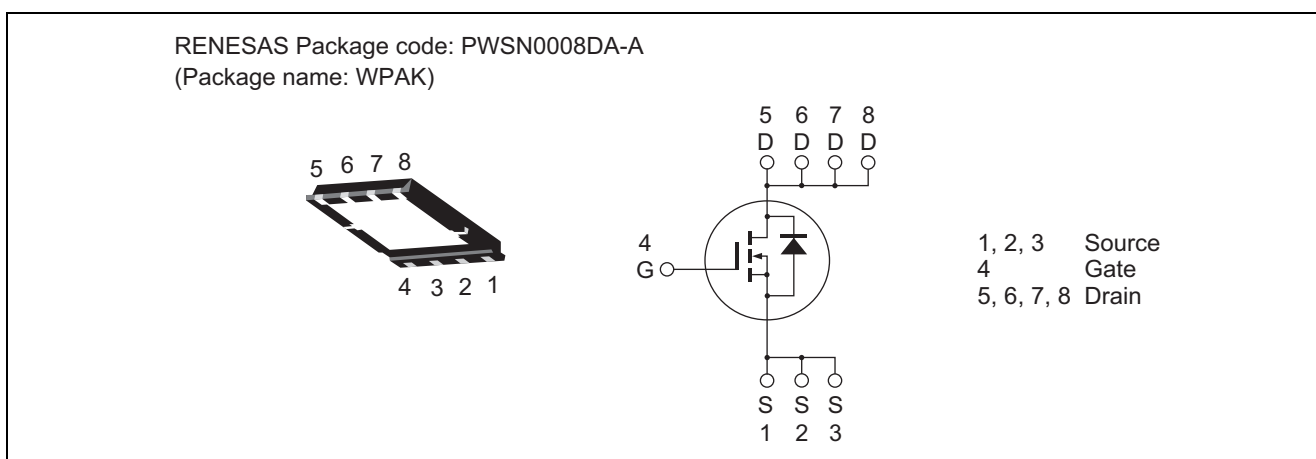 RENESAS Package code: PWSN0008DA-A
(Package name: WPAK)
5 6 7 8
4 3 2 1
5 6 7 8
D D D D
4
G
S S S
1 2 3
1, 2, 3 Source
4 Gate
5, 6, 7, 8 Drain